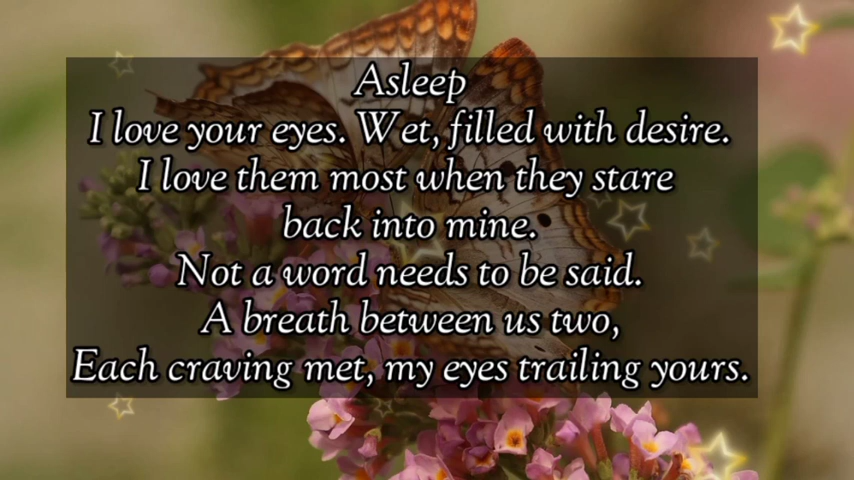 Asleep
I love your eyes. Wet, filled with desire.
I love them most when they stare
back into mine.
Not a word needs to be said.
A breath between us two,
Each craving met, my eyes trailing yours.